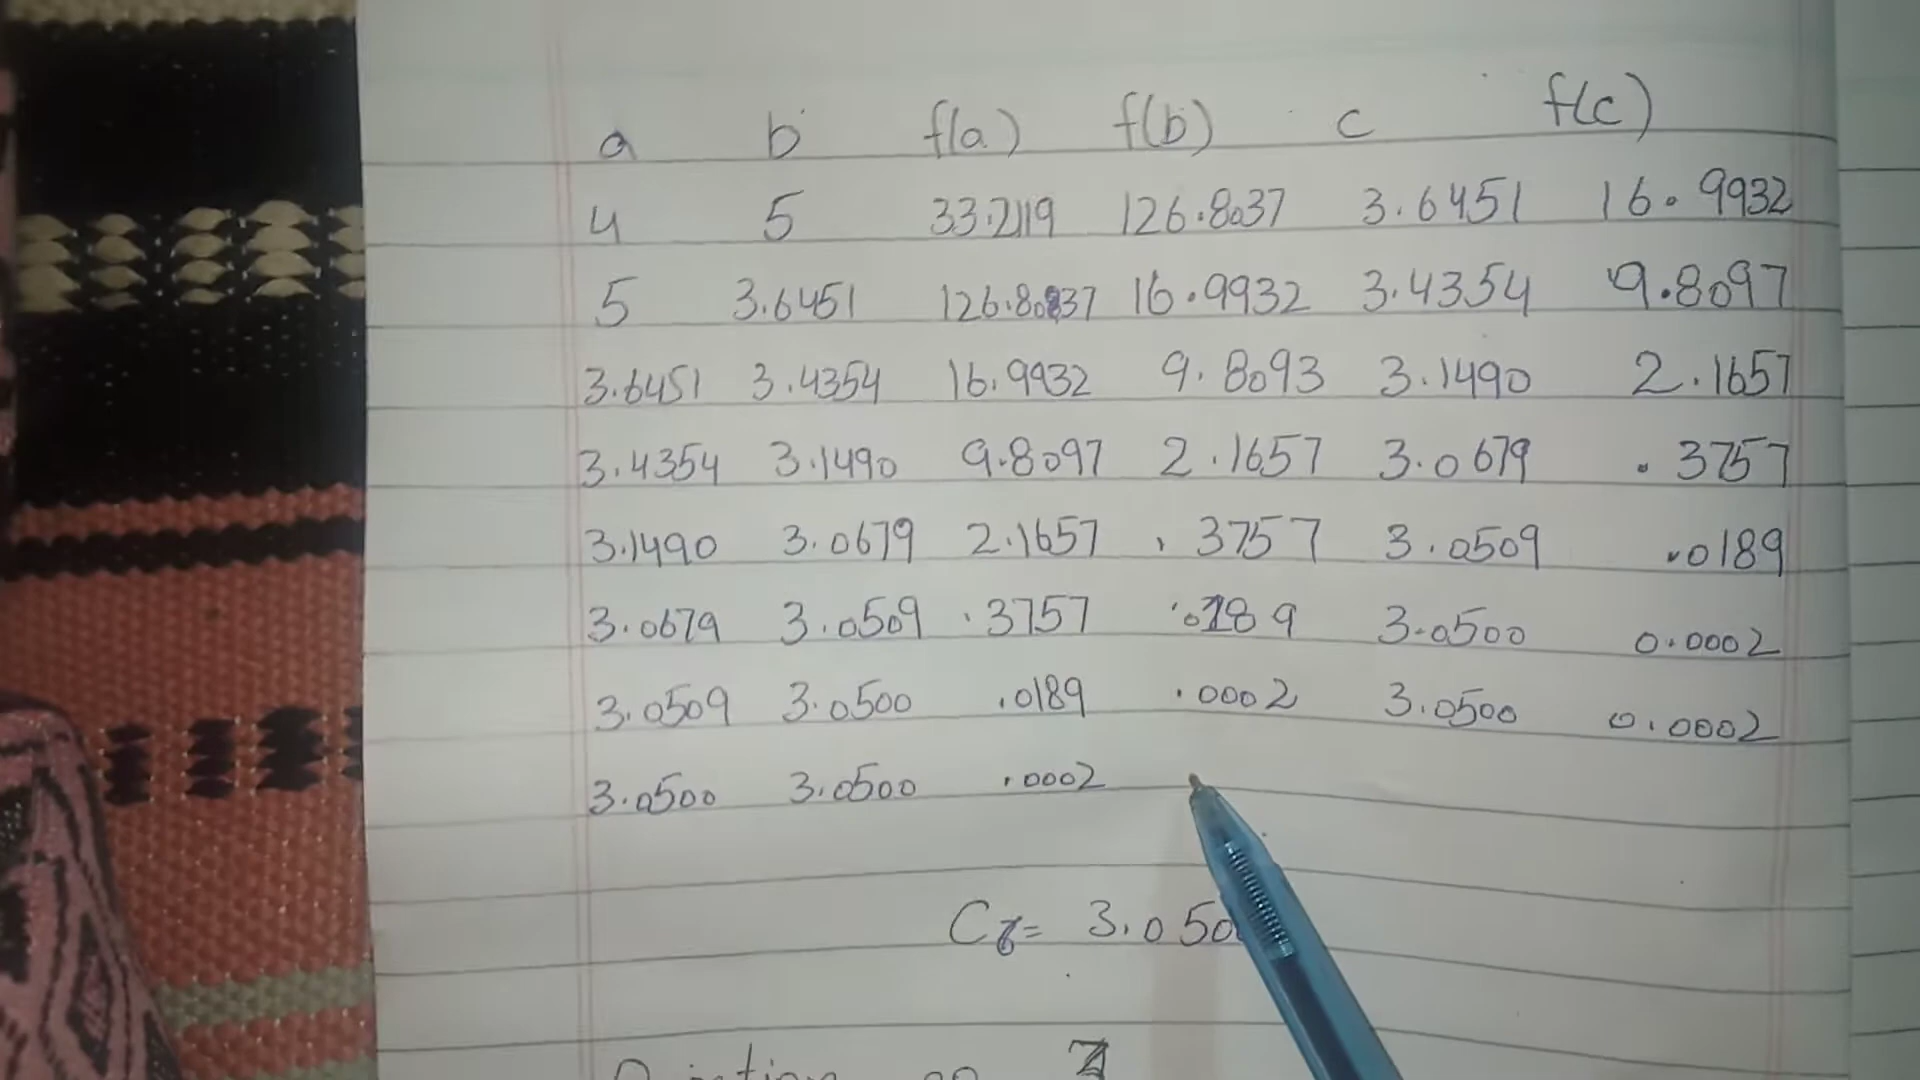 a b f(a) f(b) c f(c)
4 5 33.2119 126.8037 3.6451 16.9932
5 3.6451 126.8037 16.9932 3.4354 9.8097
3.6451 3.4354 16.9932 9.8093 3.1490 2.1657
3.4354 3.1490 9.8097 2.1657 3.0679 .3757
3.1490 3.0679 2.1657 .3757 3.0509 .0189
3.0679 3.0509 .3757 .0189 3.0500 0.0002
3.0509 3.0500 .0189 .0002 3.0500 0.0002
3.0500 3.0500 .0002
= 3.050